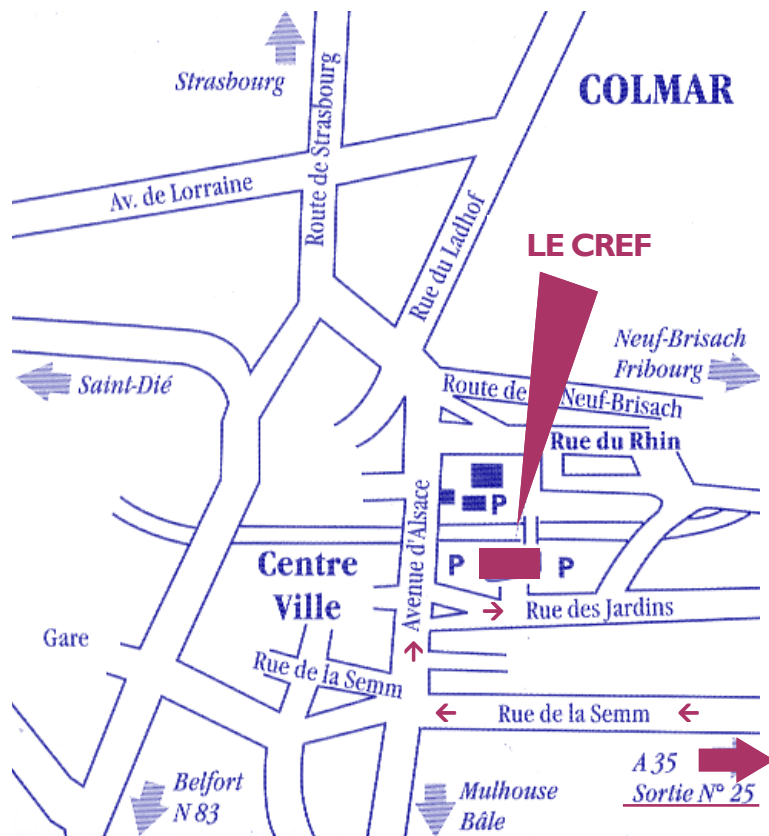 Strasbourg
COLMAR
Route de Strasbourg
Av. de Lorraine
Rue du Ladhof
LE CREF
Neuf-Brisach
Fribourg
Saint-Dié
Route de Neuf-Brisach
Rue du Rhin
P
Avenue d'Alsace
Centre
Ville
P
P
Rue des Jardins
Gare
Rue de la Semm
Rue de la Semm
A 35
Sortie N° 25
Belfort
N 83
Mulhouse
Bâle